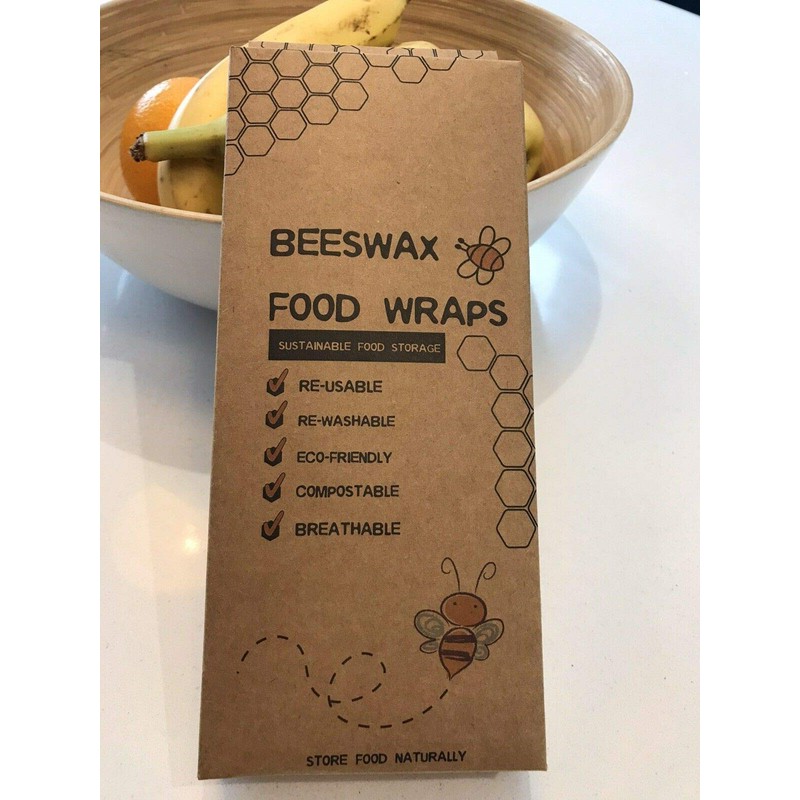 BEESWAX
FOOD WRAPS
SUSTAINABLE FOOD STORAGE
RE-USABLE
RE-WASHABLE
ECO-FRIENDLY
COMPOSTABLE
BREATHABLE
STORE FOOD NATURALLY